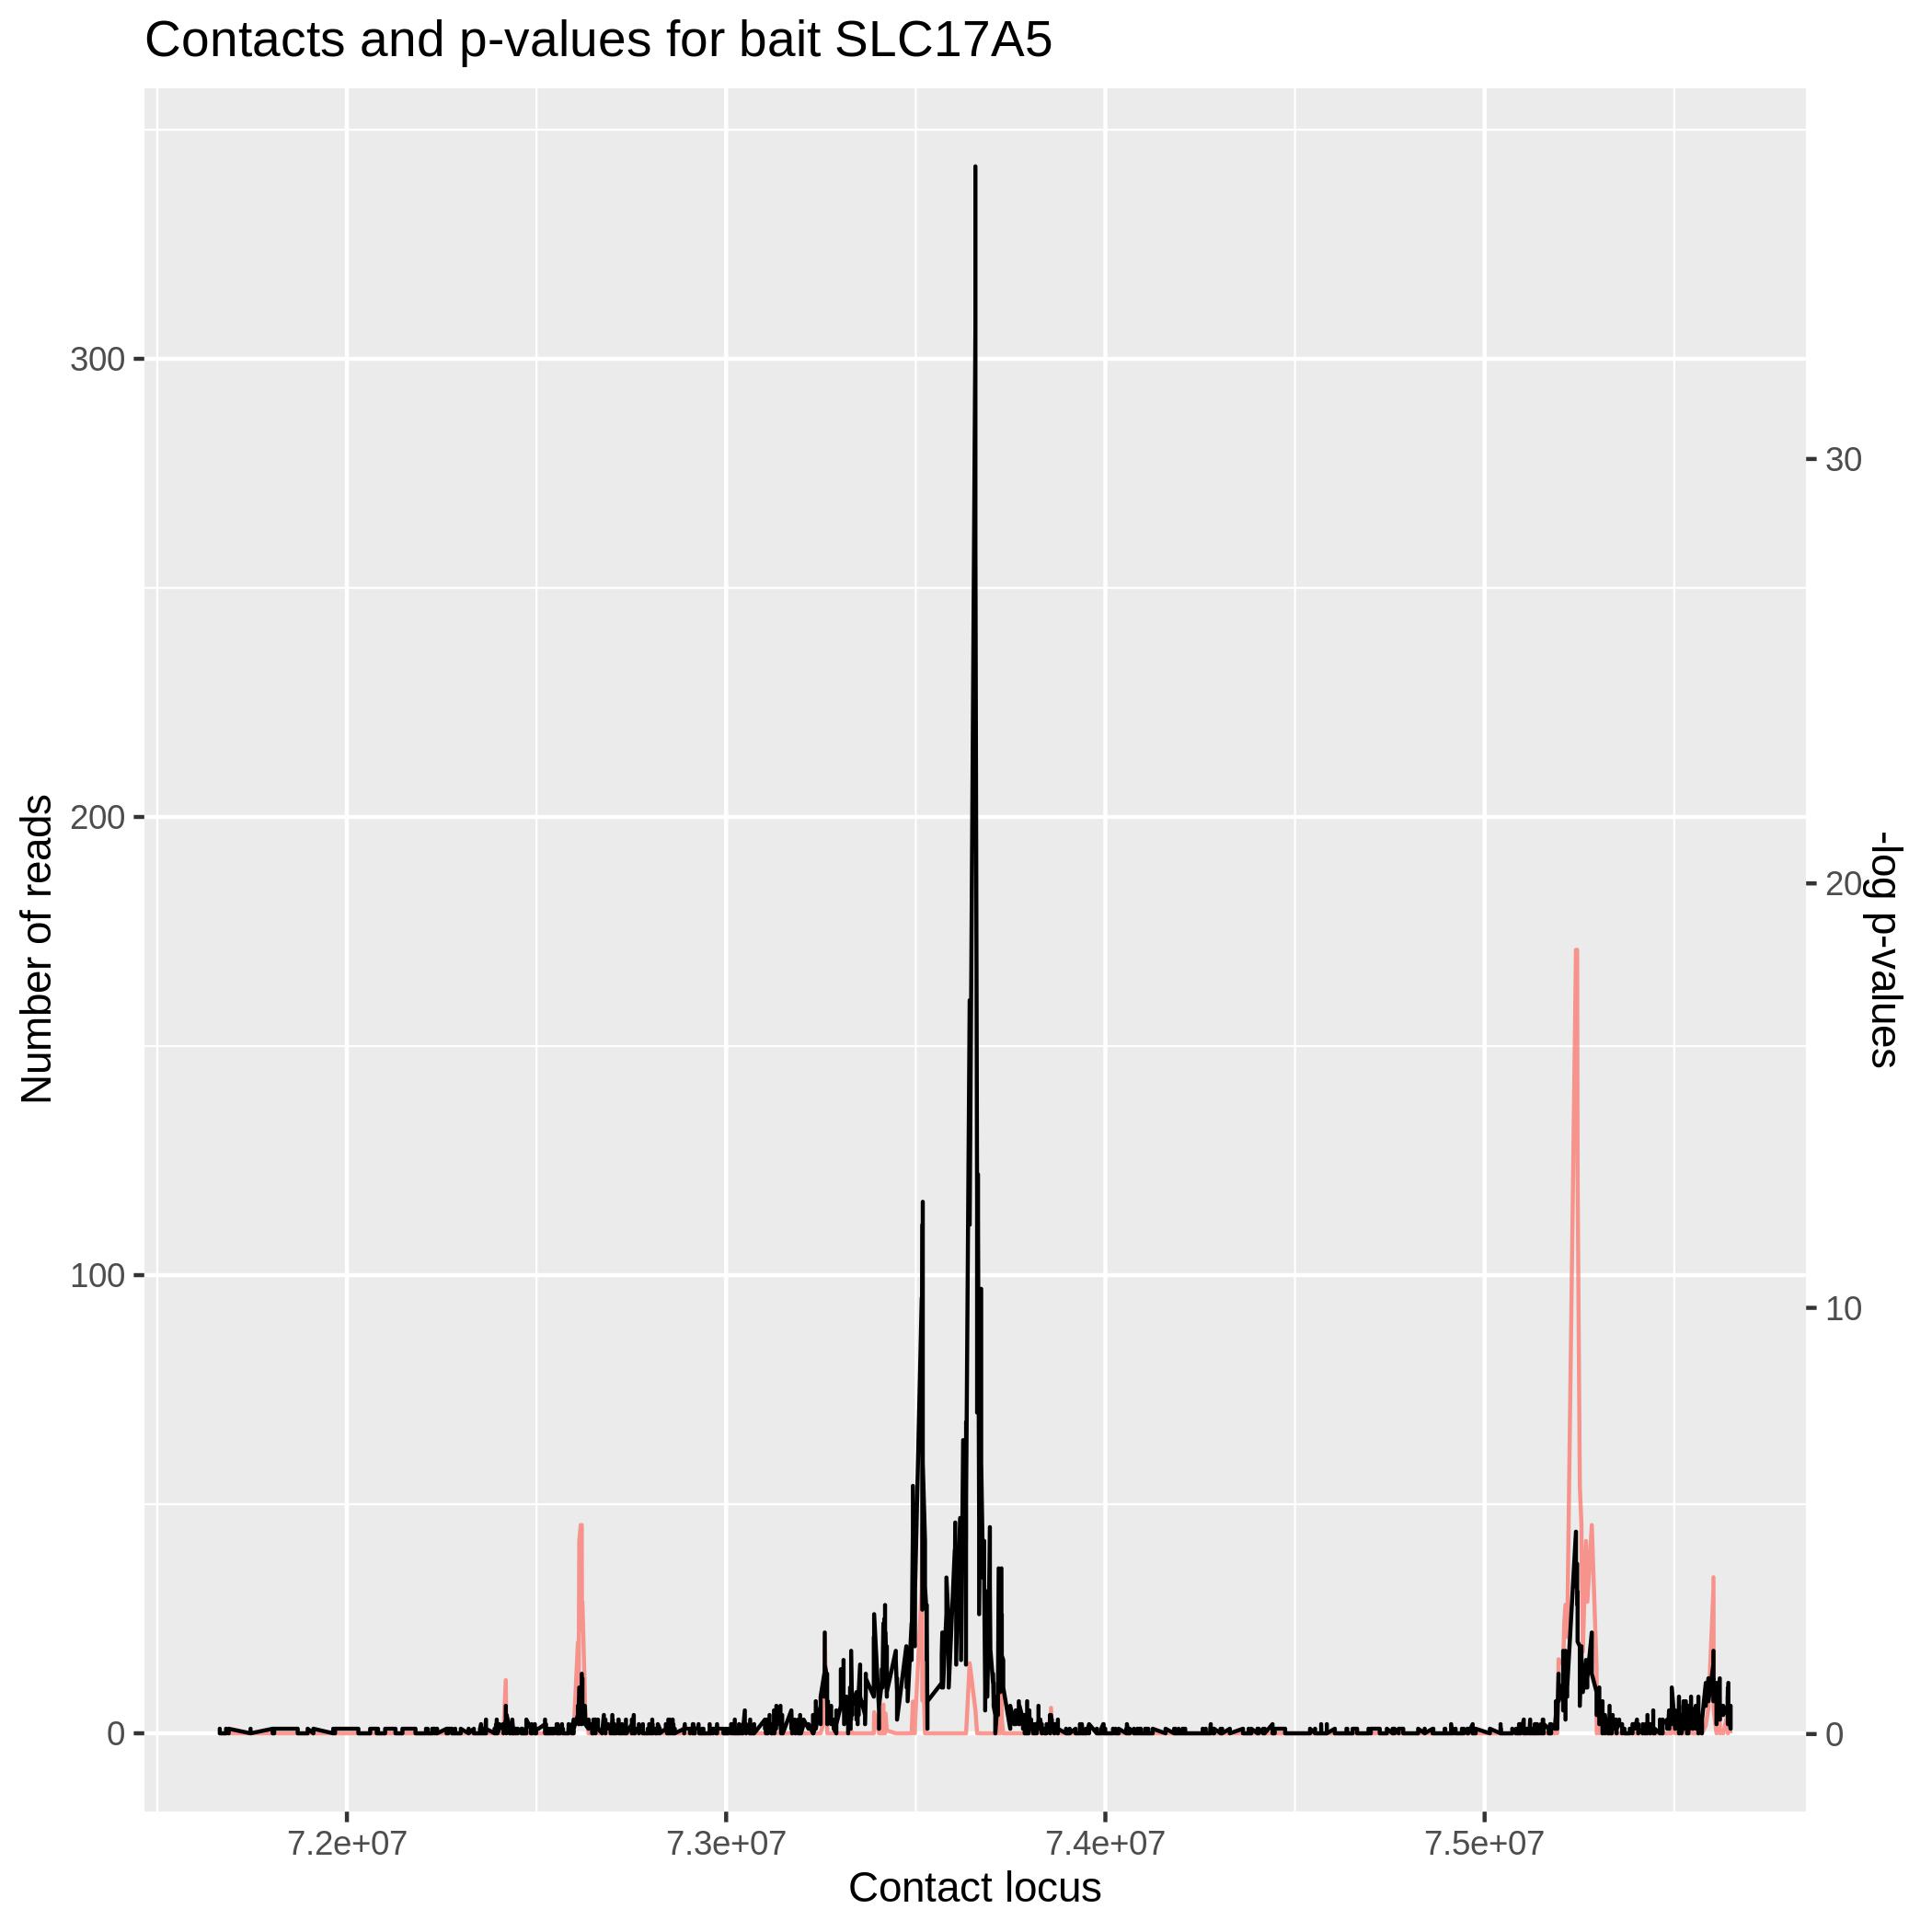 Contacts and p-values for bait SLC17A5
Number of reads
300
200
100
0
30
20
10
0
-log p-values
7.2e+07 7.3e+07 7.4e+07 7.5e+07
Contact locus